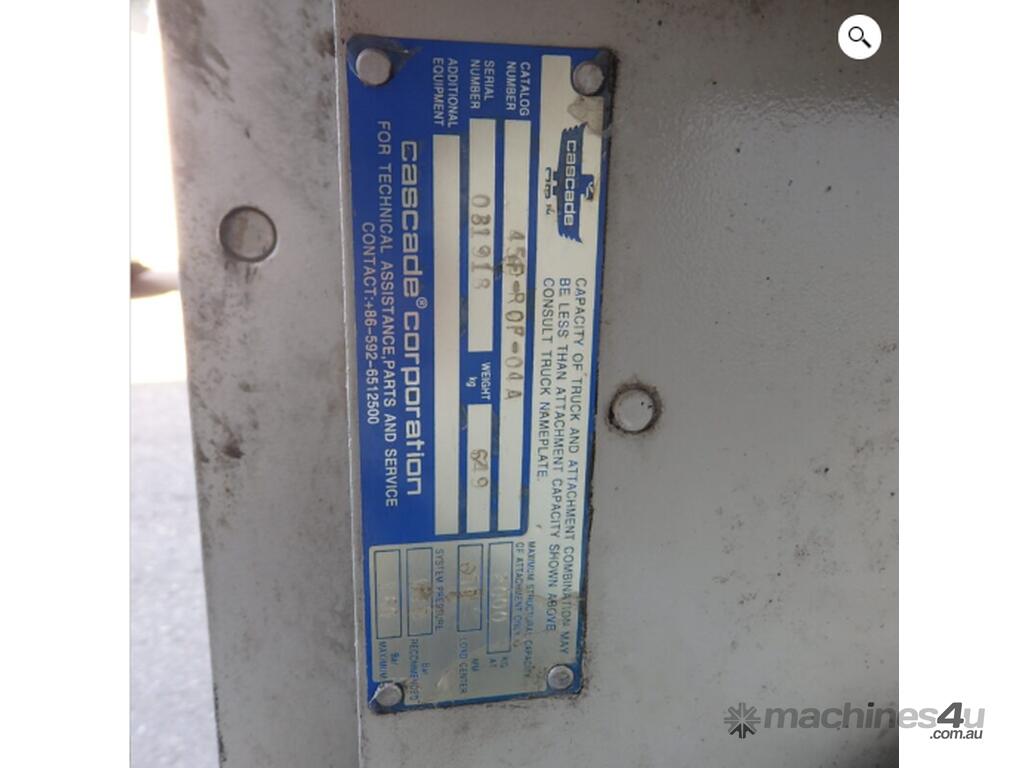 cascade
CAPACITY OF TRUCK AND ATTACHMENT COMBINATION MAY
BE LESS THAN ATTACHMENT CAPACITY SHOWN ABOVE
CONSULT TRUCK NAMEPLATE.
CATALOG
NUMBER
SERIAL
NUMBER
081918
WEIGHT
kg
649
ADDITIONAL
EQUIPMENT
MAXIMUM STRUCTURAL CAPACITY
OF ATTACHMENT ONLY
KG
AT
MM
LOAD CENTER
SYSTEM PRESSURE
Bar
RECOMMENDED
Bar
MAXIMUM
cascade® corporation
FOR TECHNICAL ASSISTANCE,PARTS AND SERVICE
CONTACT:+86-592-6512500
machines4u
.com.au